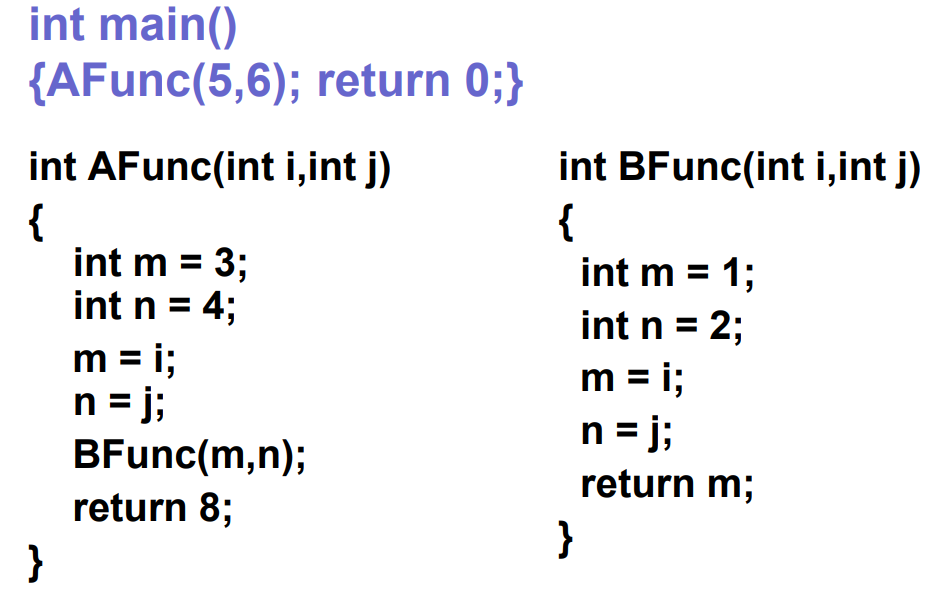 int main()
{AFunc(5,6); return 0;}
int AFunc(int i,int j)
{
int m = 3;
int n = 4;
m = i;
n = j;
BFunc(m,n);
return 8;
}
int BFunc(int i,int j)
{
int m = 1;
int n = 2;
m = i;
n = j;
return m;
}